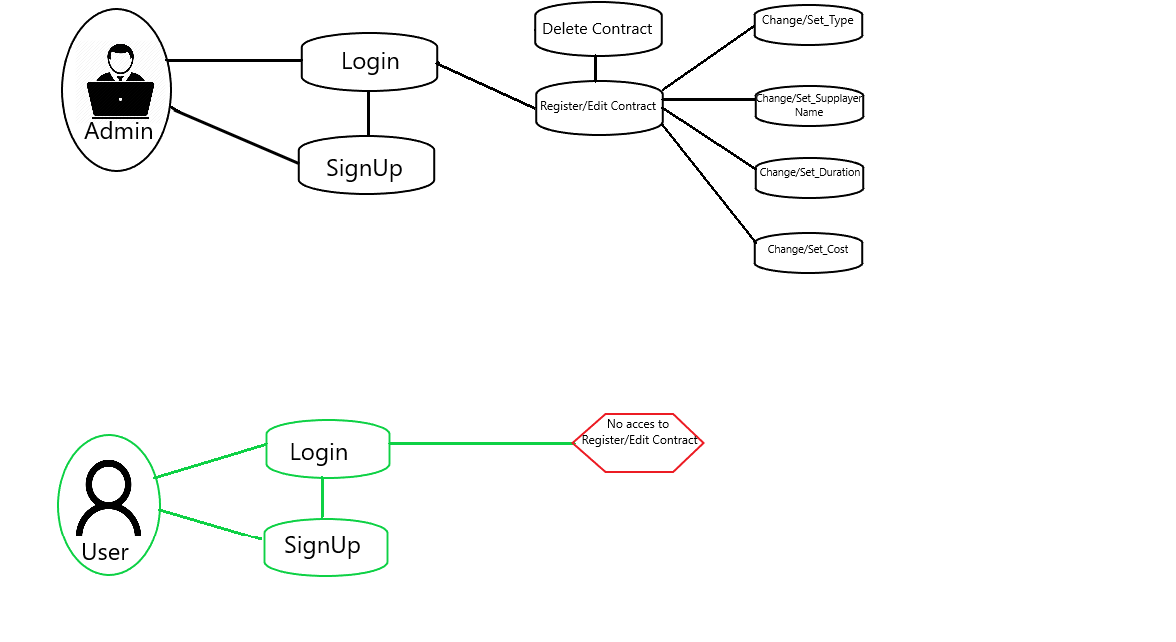 Admin
Login
SignUp
Delete Contract
Register/Edit Contract
Change/Set_Type
Change/Set_Supplayer
Name
Change/Set_Duration
Change/Set_Cost
User
Login
SignUp
No acces to
Register/Edit Contract